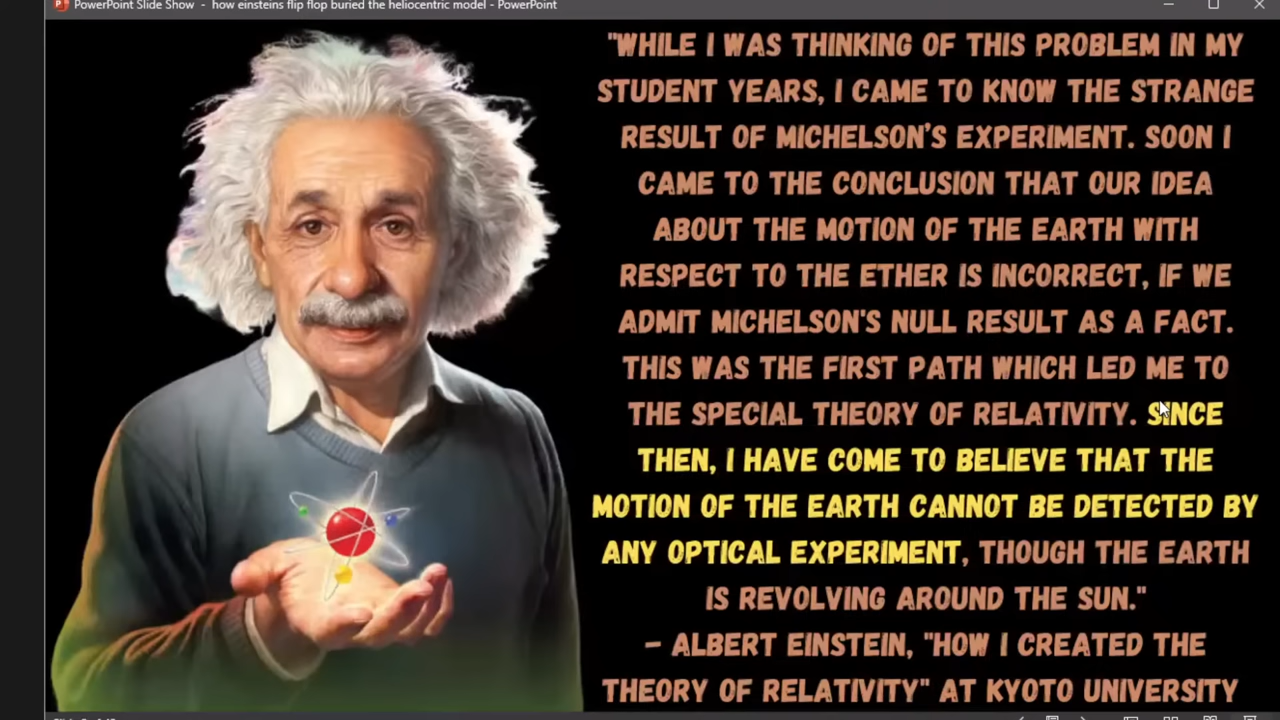 PowerPoint Slide Show - how einsteins flip flop buried the heliocentric model - PowerPoint
"WHILE I WAS THINKING OF THIS PROBLEM IN MY
STUDENT YEARS, I CAME TO KNOW THE STRANGE
RESULT OF MICHELSON’S EXPERIMENT. SOON I
CAME TO THE CONCLUSION THAT OUR IDEA
ABOUT THE MOTION OF THE EARTH WITH
RESPECT TO THE ETHER IS INCORRECT, IF WE
ADMIT MICHELSON'S NULL RESULT AS A FACT.
THIS WAS THE FIRST PATH WHICH LED ME TO
THE SPECIAL THEORY OF RELATIVITY. SINCE
THEN, I HAVE COME TO BELIEVE THAT THE
MOTION OF THE EARTH CANNOT BE DETECTED BY
ANY OPTICAL EXPERIMENT, THOUGH THE EARTH
IS REVOLVING AROUND THE SUN."
– ALBERT EINSTEIN, "HOW I CREATED THE
THEORY OF RELATIVITY" AT KYOTO UNIVERSITY